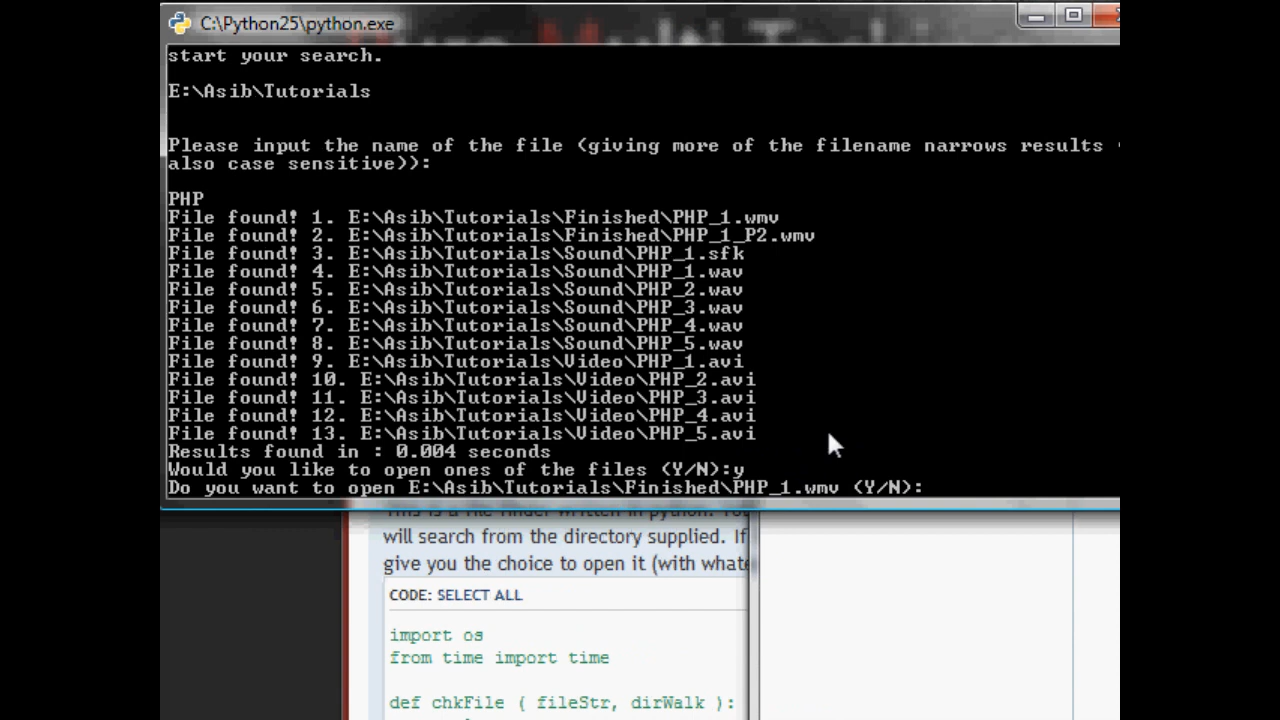 C:\Python25\python.exe
start your search.
E:\Asib\Tutorials
Please input the name of the file (giving more of the filename narrows results
also case sensitive)):
PHP
File found! 1. E:\Asib\Tutorials\Finished\PHP_1.wmv
File found! 2. E:\Asib\Tutorials\Finished\PHP_1_P2.wmv
File found! 3. E:\Asib\Tutorials\Sound\PHP_1.sfk
File found! 4. E:\Asib\Tutorials\Sound\PHP_1.wav
File found! 5. E:\Asib\Tutorials\Sound\PHP_2.wav
File found! 6. E:\Asib\Tutorials\Sound\PHP_3.wav
File found! 7. E:\Asib\Tutorials\Sound\PHP_4.wav
File found! 8. E:\Asib\Tutorials\Sound\PHP_5.wav
File found! 9. E:\Asib\Tutorials\Video\PHP_1.avi
File found! 10. E:\Asib\Tutorials\Video\PHP_2.avi
File found! 11. E:\Asib\Tutorials\Video\PHP_3.avi
File found! 12. E:\Asib\Tutorials\Video\PHP_4.avi
File found! 13. E:\Asib\Tutorials\Video\PHP_5.avi
Results found in : 0.004 seconds
Would you like to open ones of the files (Y/N):y
Do you want to open E:\Asib\Tutorials\Finished\PHP_1.wmv (Y/N):
will search from the directory supplied. If
give you the choice to open it (with whate
CODE: SELECT ALL
import os
from time import time
def chkFile ( fileStr, dirWalk ):